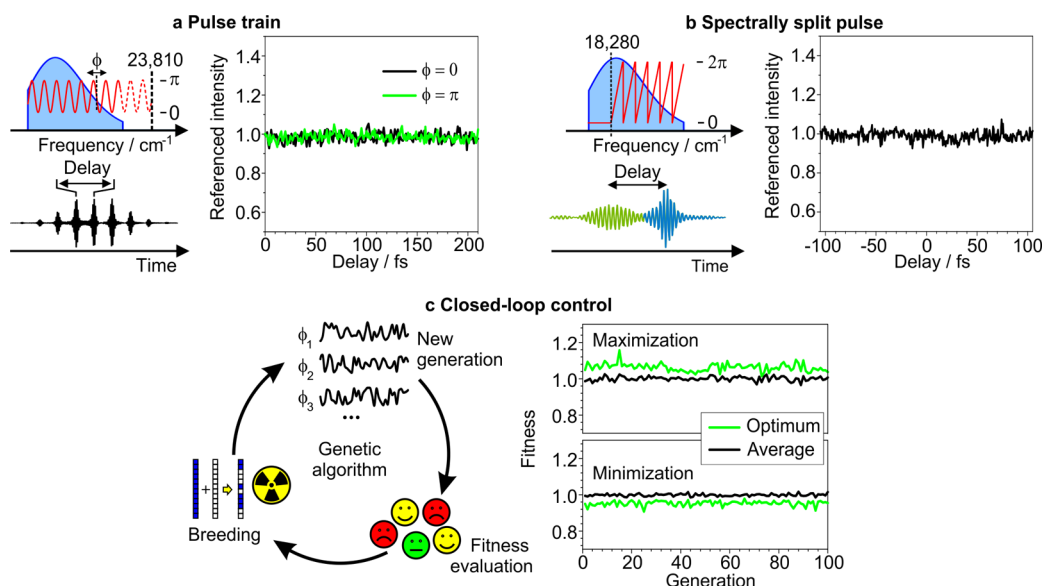 a Pulse train
ϕ
23,810
-π
-0
Frequency / cm⁻¹
Delay
Time
Referenced intensity
1.4
1.2
1.0
0.8
0.6
ϕ = 0
ϕ = π
0 50 100 150 200
Delay / fs
b Spectrally split pulse
18,280
-2π
-0
Frequency / cm⁻¹
Delay
Time
Referenced intensity
1.4
1.2
1.0
0.8
0.6
-100 -50 0 50 100
Delay / fs
c Closed-loop control
ϕ₁
ϕ₂
ϕ₃
...
New
generation
Genetic
algorithm
+
Breeding
Fitness
evaluation
Fitness
Maximization
1.2
1.0
0.8
Optimum
Average
Minimization
1.2
1.0
0.8
0 20 40 60 80 100
Generation